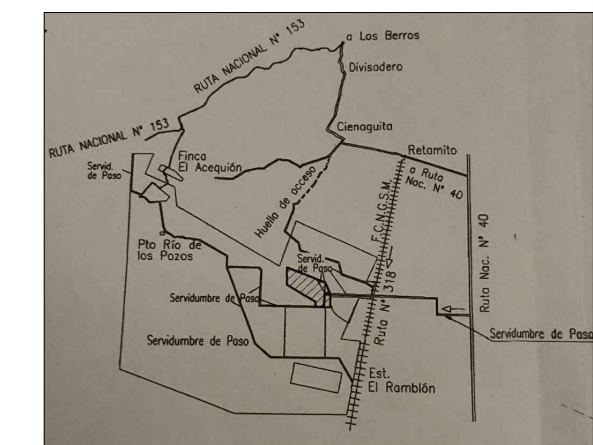 a Los Berros
RUTA NACIONAL Nº 153
Divisadero
Cienaguita
RUTA NACIONAL Nº 153
Retamito
Finca
El Acequión
Servid.
de Paso
a Ruta
Nac. Nº 40
Huella de acceso
F.C.N.G.S.M.
Pto Río de
los Pozos
Servid.
de Paso
Ruta Nº 318
Ruta Nac. Nº 40
Servidumbre de Paso
Servidumbre de Paso
Servidumbre de Paso
Est.
El Ramblón